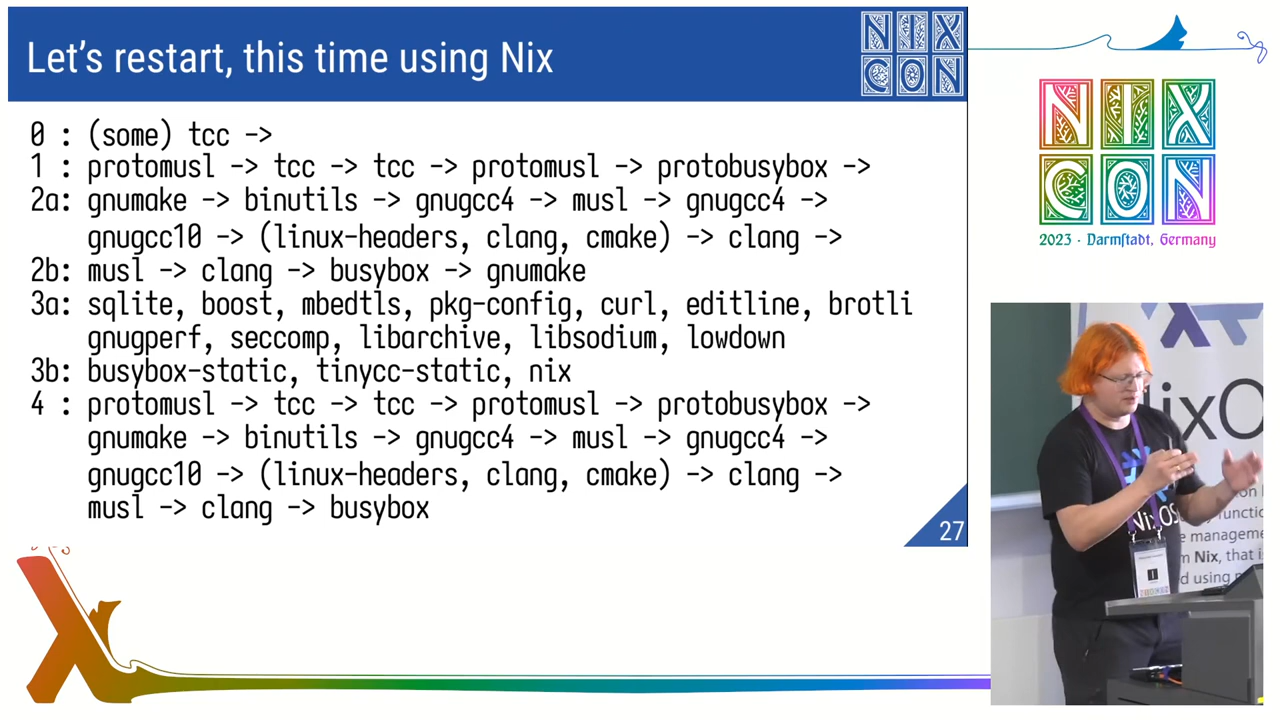 Let's restart, this time using Nix
NIX
CON
0 : (some) tcc ->
1 : protomusl -> tcc -> tcc -> protomusl -> protobusybox ->
2a: gnumake -> binutils -> gnugcc4 -> musl -> gnugcc4 ->
gnugcc10 -> (linux-headers, clang, cmake) -> clang ->
2b: musl -> clang -> busybox -> gnumake
3a: sqlite, boost, mbedtls, pkg-config, curl, editline, brotli
gnugperf, seccomp, libarchive, libsodium, lowdown
3b: busybox-static, tinycc-static, nix
4 : protomusl -> tcc -> tcc -> protomusl -> protobusybox ->
gnumake -> binutils -> gnugcc4 -> musl -> gnugcc4 ->
gnugcc10 -> (linux-headers, clang, cmake) -> clang ->
musl -> clang -> busybox
27
NIX
CON
2023 · Darmstadt, Germany
NixOS
Nix, that